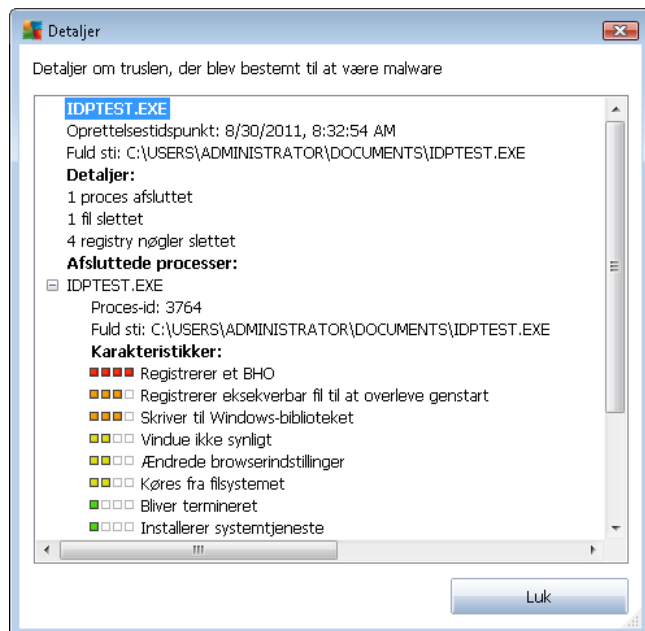 Detaljer
Detaljer om truslen, der blev bestemt til at være malware
IDPTEST.EXE
Oprettelsestidspunkt: 8/30/2011, 8:32:54 AM
Fuld sti: C:\USERS\ADMINISTRATOR\DOCUMENTS\IDPTEST.EXE
Detaljer:
1 proces afsluttet
1 fil slettet
4 registry nøgler slettet
Afsluttede processer:
IDPTEST.EXE
Proces-id: 3764
Fuld sti: C:\USERS\ADMINISTRATOR\DOCUMENTS\IDPTEST.EXE
Karakteristikker:
Registrerer et BHO
Registrerer eksekverbar fil til at overleve genstart
Skriver til Windows-biblioteket
Vindue ikke synligt
Ændrede browserindstillinger
Køres fra filsystemet
Bliver termineret
Installerer systemtjeneste
Luk